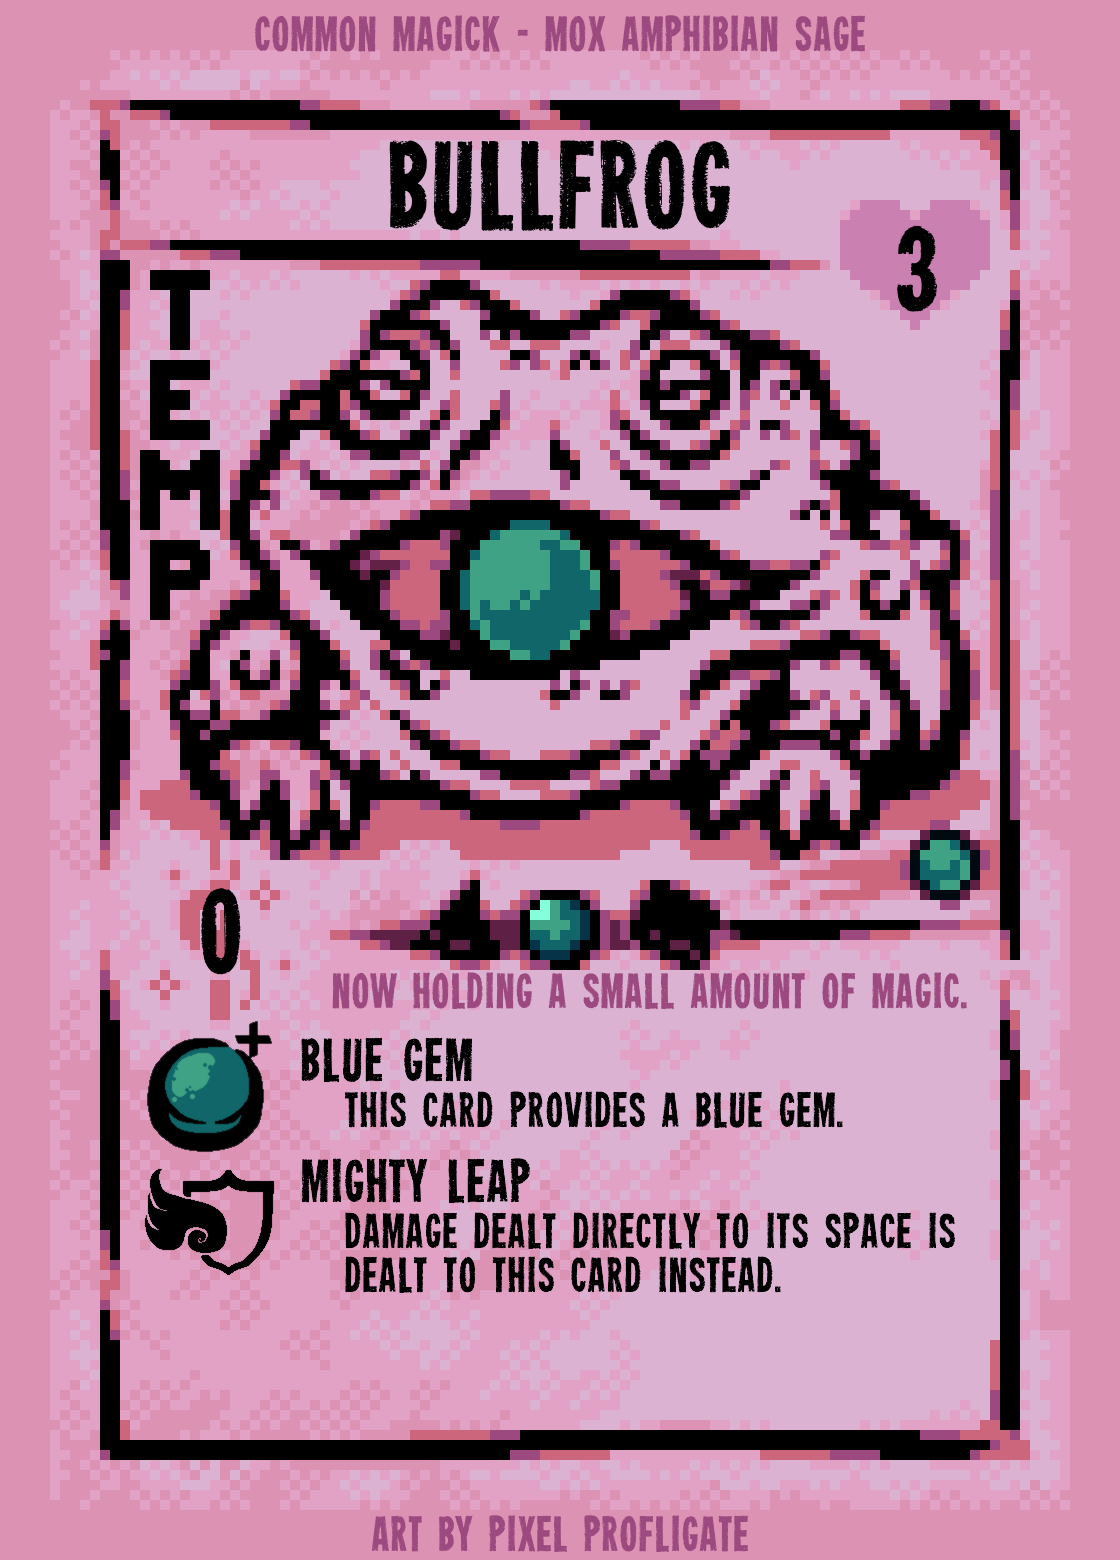 COMMON MAGICK - MOX AMPHIBIAN SAGE
BULLFROG
3
TEMP
0
NOW HOLDING A SMALL AMOUNT OF MAGIC.
BLUE GEM
THIS CARD PROVIDES A BLUE GEM.
MIGHTY LEAP
DAMAGE DEALT DIRECTLY TO ITS SPACE IS
DEALT TO THIS CARD INSTEAD.
ART BY PIXEL PROFLIGATE